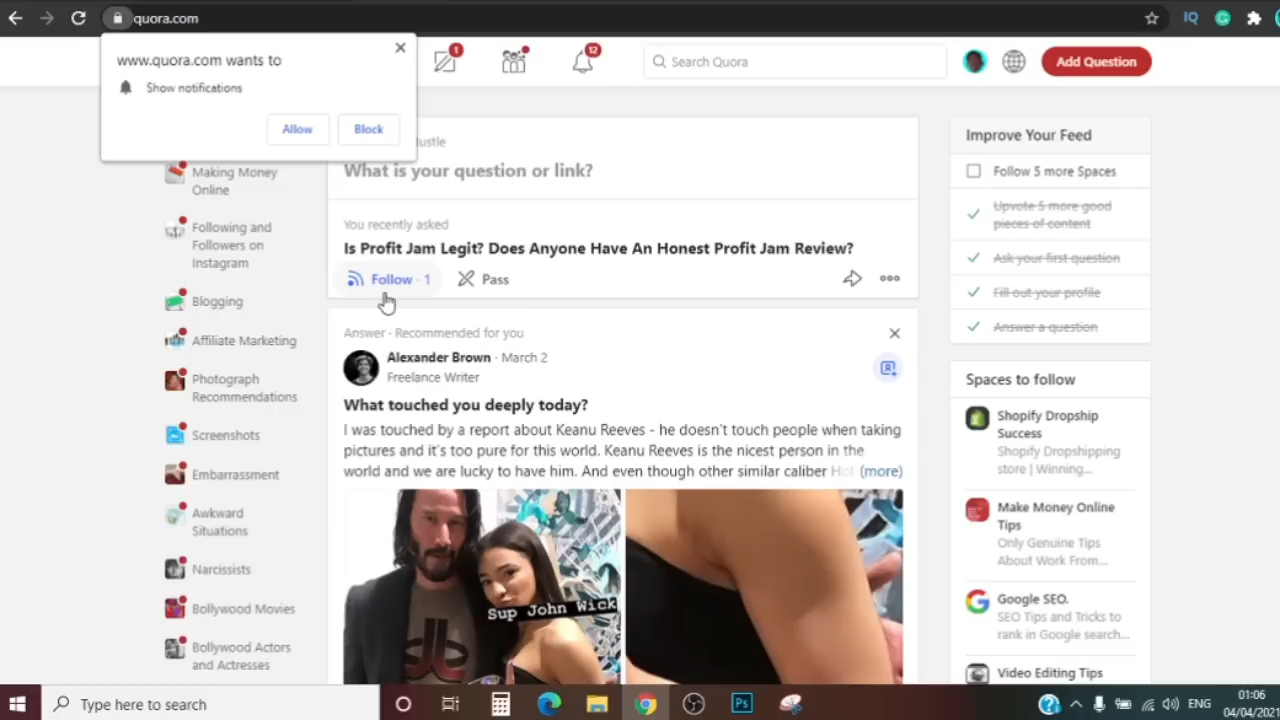 quora.com
IQ
www.quora.com wants to
Show notifications
Allow
Block
1
12
Search Quora
Add Question
ustle
What is your question or link?
You recently asked
Is Profit Jam Legit? Does Anyone Have An Honest Profit Jam Review?
Follow · 1
Pass
Making Money
Online
Following and
Followers on
Instagram
Blogging
Affiliate Marketing
Photograph
Recommendations
Screenshots
Embarrassment
Awkward
Situations
Narcissists
Bollywood Movies
Bollywood Actors
and Actresses
Answer · Recommended for you
Alexander Brown · March 2
Freelance Writer
What touched you deeply today?
I was touched by a report about Keanu Reeves - he doesn't touch people when taking
pictures and it's too pure for this world. Keanu Reeves is the nicest person in the
world and we are lucky to have him. And even though other similar caliber (more)
Sup John Wick
Improve Your Feed
Follow 5 more Spaces
Upvote 5 more good
pieces of content
Ask your first question
Fill out your profile
Answer a question
Spaces to follow
Shopify Dropship
Success
Shopify Dropshipping
store | Winning...
Make Money Online
Tips
Only Genuine Tips
About Work From...
Google SEO.
SEO Tips and Tricks to
rank in Google search...
Video Editing Tips
Type here to search
Ps
ENG
01:06
04/04/2021